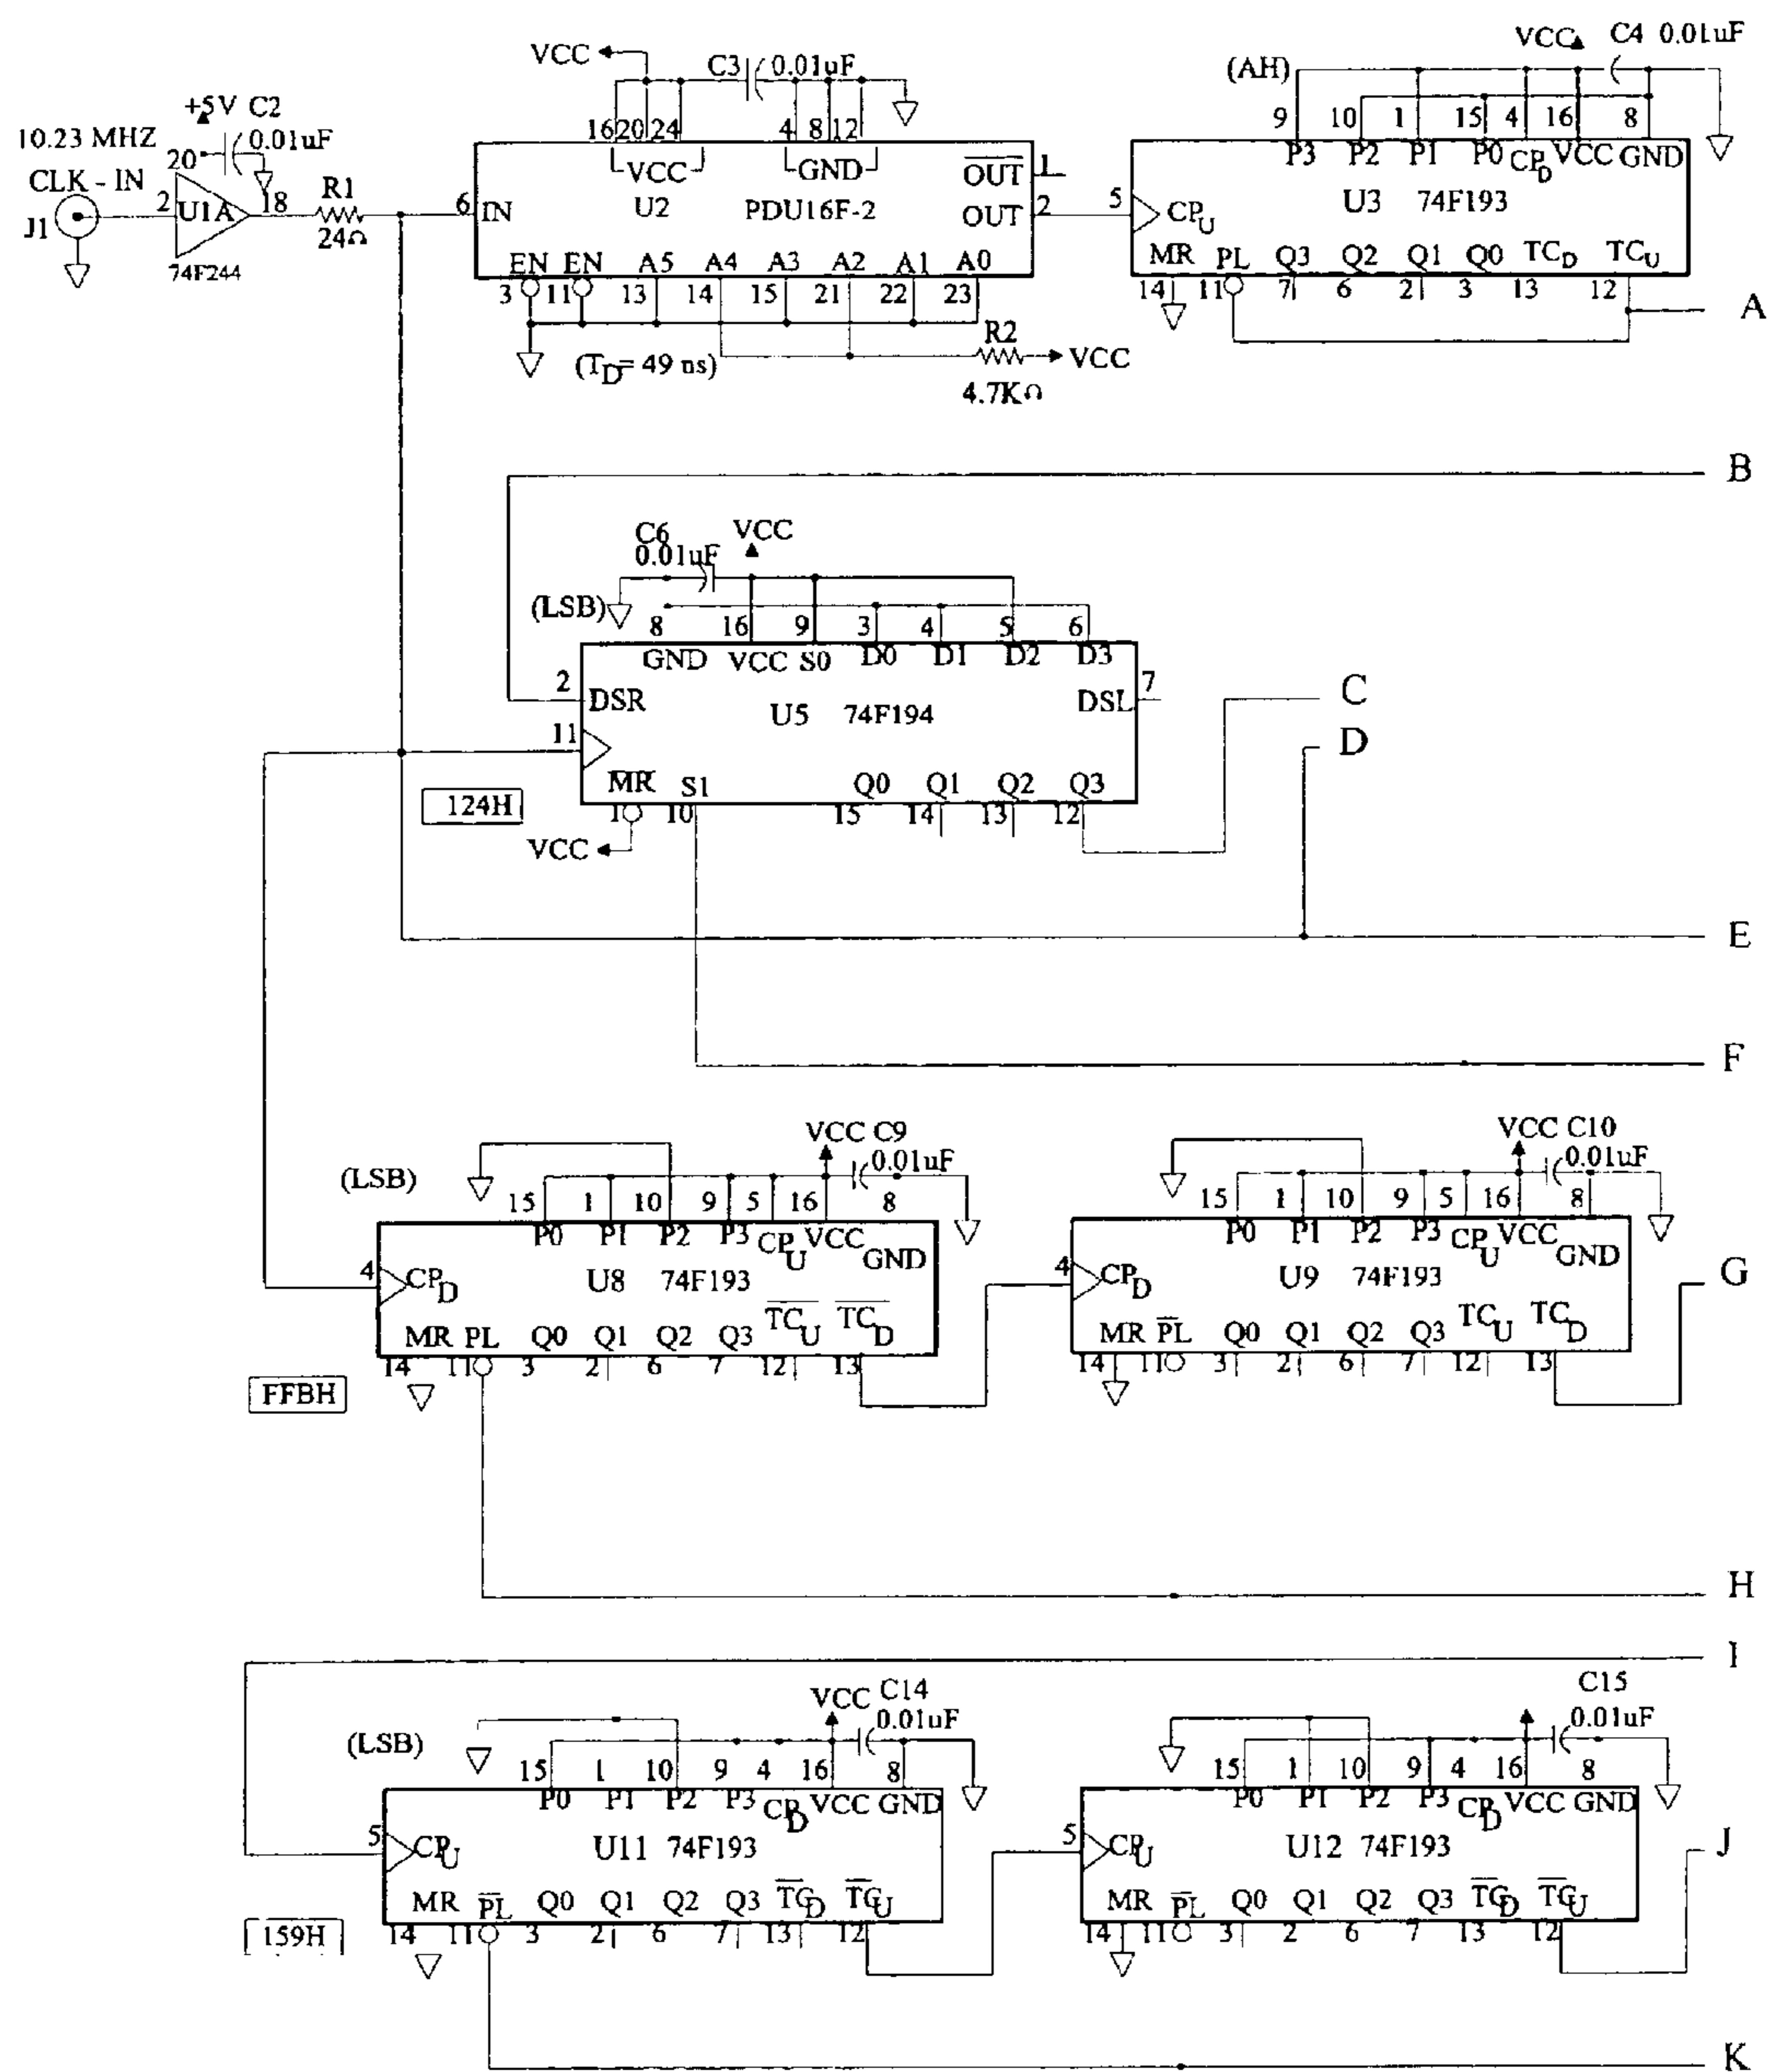 VCC C3 0.01uF VCC C4 0.01uF
(AH)
+5V C2
0.01uF
10.23 MHZ
CLK - IN
J1
20
2 U1A 18
74F244
R1
24Ω
16 20 24 4 8 12
VCC GND
6 IN U2 PDU16F-2
OUT 1
OUT 2
EN EN A5 A4 A3 A2 A1 A0
3 11 13 14 15 21 22 23
(TD= 49 ns)
R2
4.7KΩ
VCC
9 10 1 15 4 16 8
P3 P2 P1 P0 CPD VCC GND
5 CPU U3 74F193
MR PL Q3 Q2 Q1 Q0 TCD TCU
14 11 7 6 2 3 13 12
A
B
C6
0.01uF
VCC
(LSB)
8 16 9 3 4 5 6
GND VCC S0 D0 D1 D2 D3
2 DSR U5 74F194 DSL 7
11
MR S1 Q0 Q1 Q2 Q3
1 10 15 14 13 12
124H
VCC
C
D
E
F
(LSB)
VCC C9
0.01uF
15 1 10 9 5 16 8
P0 P1 P2 P3 CPU VCC GND
4 CPD U8 74F193
MR PL Q0 Q1 Q2 Q3 TCU TCD
14 11 3 2 6 7 12 13
FFBH
VCC C10
0.01uF
15 1 10 9 5 16 8
P0 P1 P2 P3 CPU VCC GND
4 CPD U9 74F193
MR PL Q0 Q1 Q2 Q3 TCU TCD
14 11 3 2 6 7 12 13
G
H
I
(LSB)
VCC C14
0.01uF
15 1 10 9 4 16 8
P0 P1 P2 P3 CPD VCC GND
5 CPU U11 74F193
MR PL Q0 Q1 Q2 Q3 TCD TCU
14 11 3 2 6 7 13 12
159H
C15
0.01uF
15 1 10 9 4 16 8
P0 P1 P2 P3 CPD VCC GND
5 CPU U12 74F193
MR PL Q0 Q1 Q2 Q3 TCD TCU
14 11 3 2 6 7 13 12
J
K